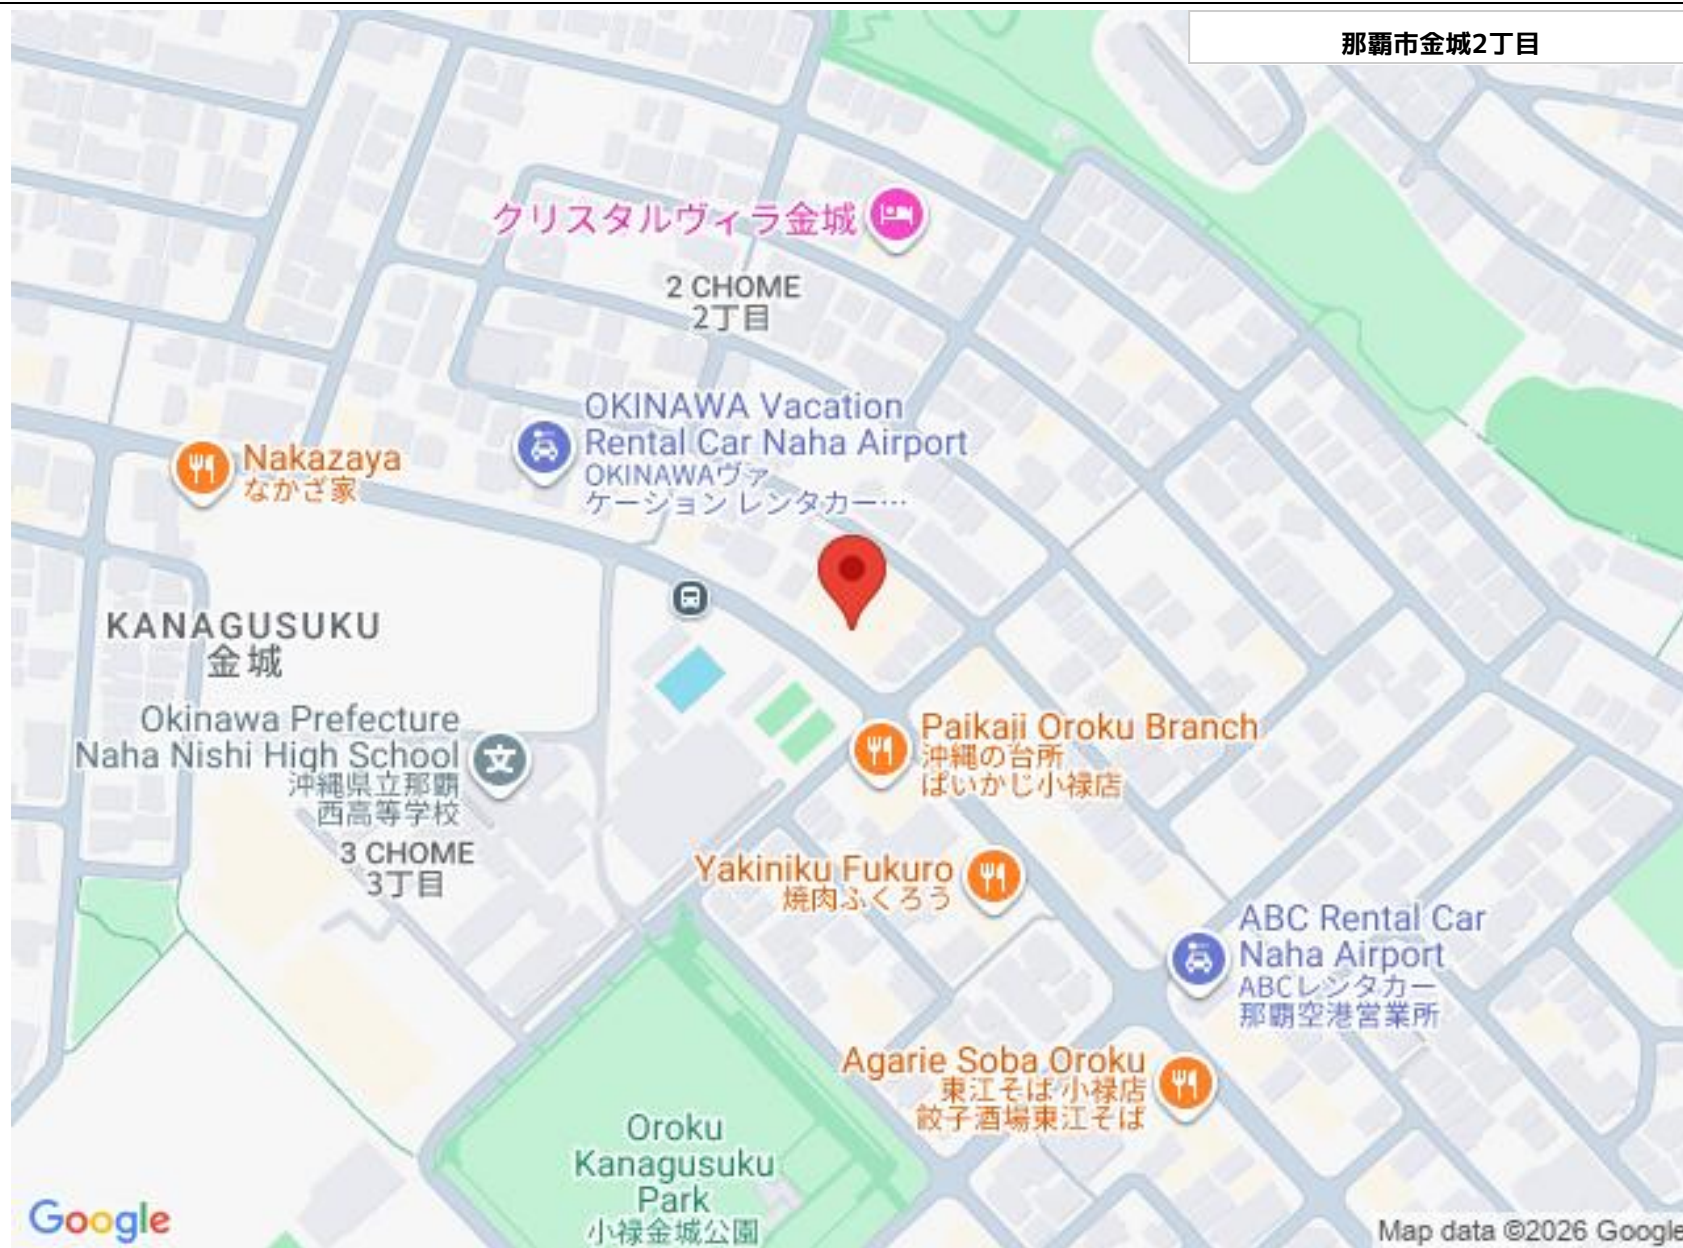 那覇市金城2丁目
クリスタルヴィラ金城
2 CHOME
2丁目
OKINAWA Vacation
Rental Car Naha Airport
OKINAWAヴァ
ケーション レンタカー…
Nakazaya
なかざ家
KANAGUSUKU
金城
Okinawa Prefecture
Naha Nishi High School
沖縄県立那覇
西高等学校
文
3 CHOME
3丁目
Paikaji Oroku Branch
沖縄の台所
ぱいかじ小禄店
Yakiniku Fukuro
焼肉ふくろう
ABC Rental Car
Naha Airport
ABCレンタカー
那覇空港営業所
Agarie Soba Oroku
東江そば 小禄店
餃子酒場東江そば
Oroku
Kanagusuku
Park
小禄金城公園
Google
Map data ©2026 Google